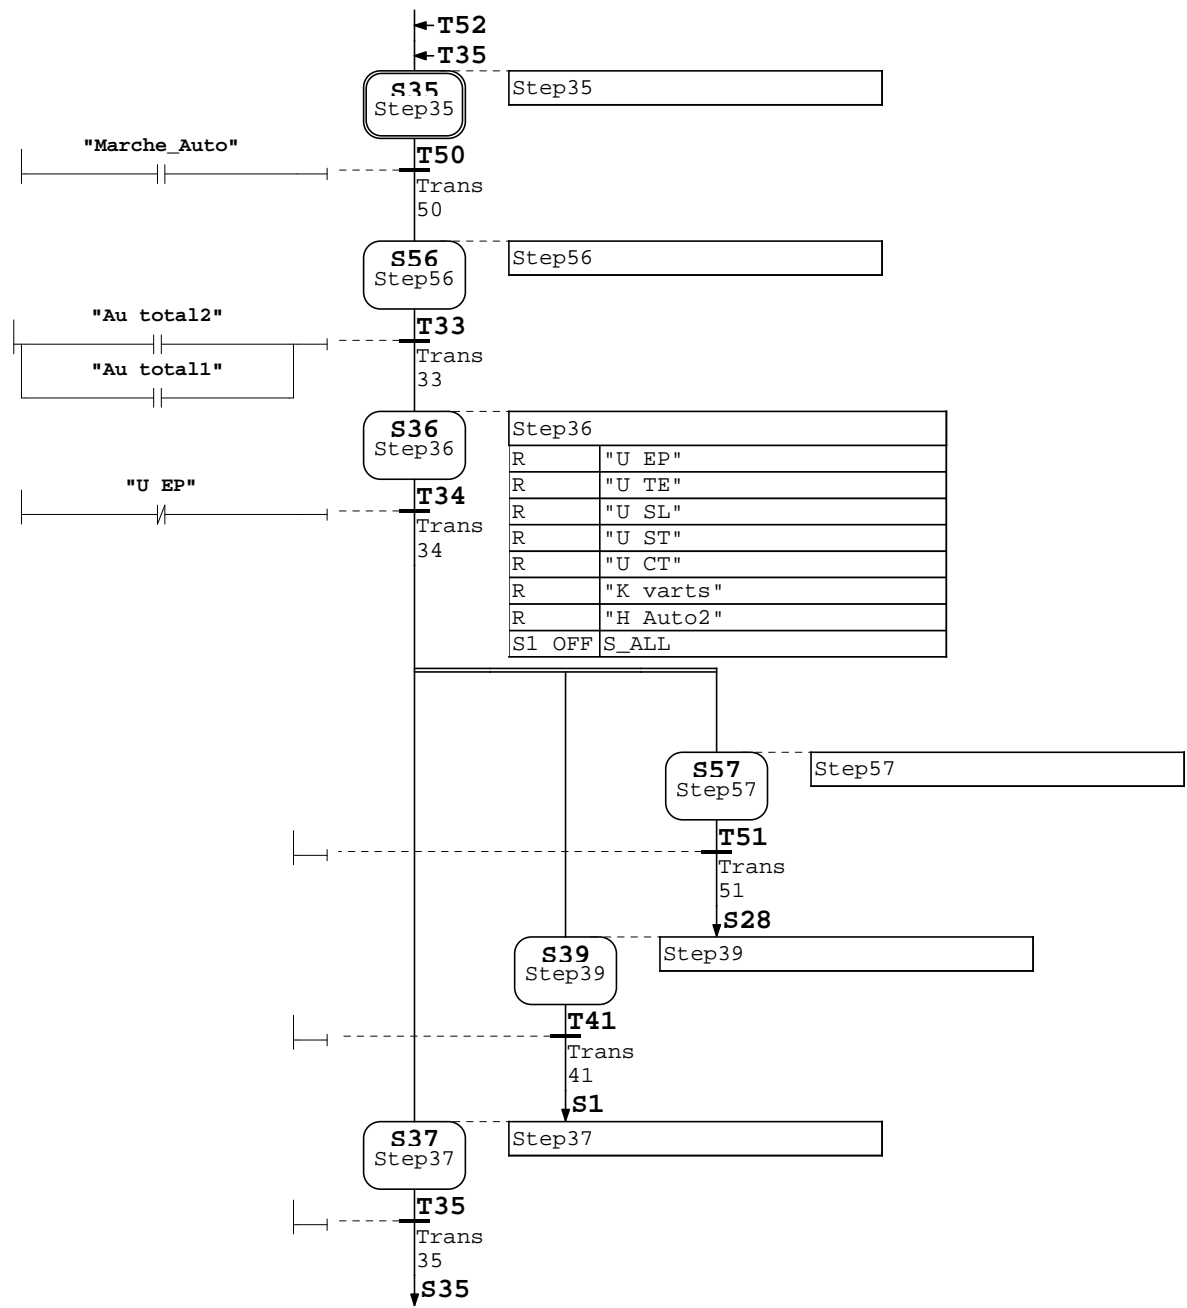 T52
T35
S35
Step35
Step35
"Marche_Auto"
T50
Trans
50
S56
Step56
Step56
"Au total2"
T33
Trans
33
"Au total1"
S36
Step36
Step36
R "U EP"
R "U TE"
R "U SL"
R "U ST"
R "U CT"
R "K varts"
R "H Auto2"
S1 OFF S_ALL
"U EP"
T34
Trans
34
S57
Step57
Step57
T51
Trans
51
S28
S39
Step39
Step39
T41
Trans
41
S1
S37
Step37
Step37
T35
Trans
35
S35